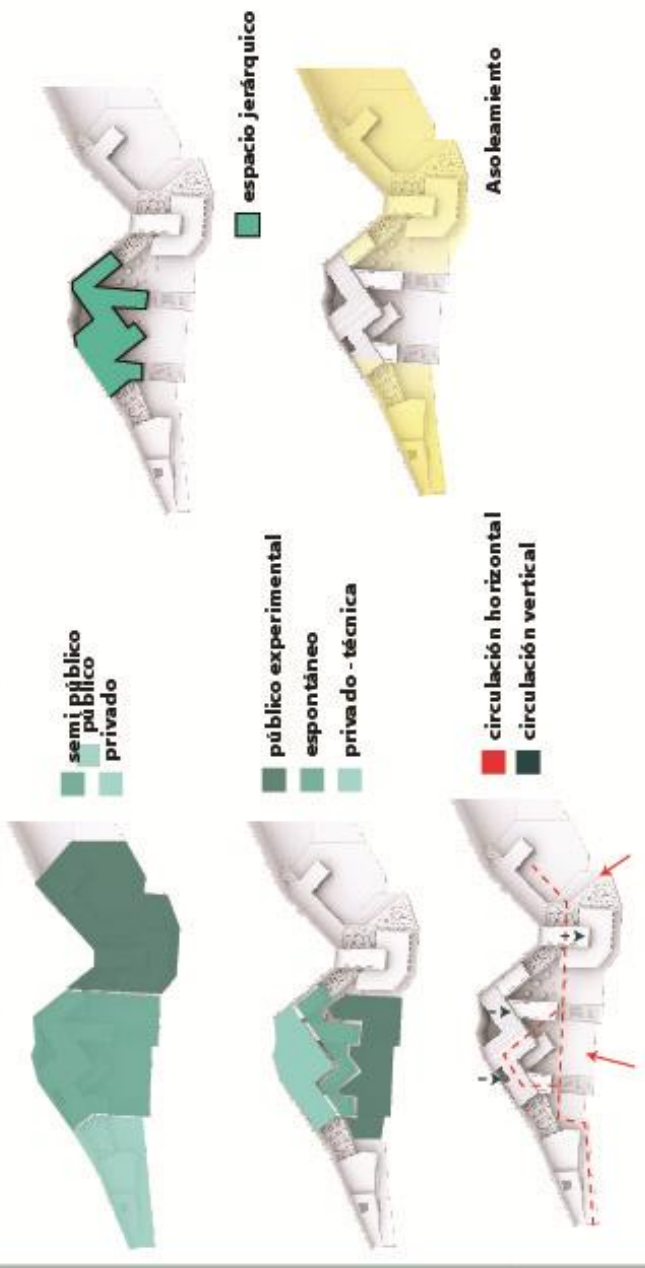 semi público
público
privado
público experimental
espontáneo
privado - técnica
circulación horizontal
circulación vertical
espacio jerárquico
Asoleamiento